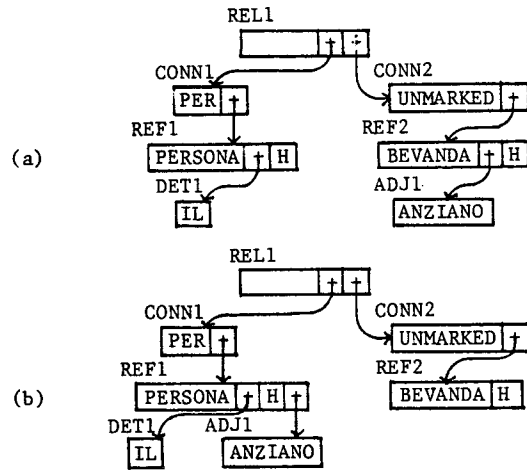 REL1
CONN1 CONN2
PER UNMARKED
REF1 REF2
(a) PERSONA H BEVANDA H
DET1 ADJ1
IL ANZIANO
REL1
CONN1 CONN2
PER UNMARKED
REF1 REF2
(b) PERSONA H BEVANDA H
DET1 ADJ1
IL ANZIANO